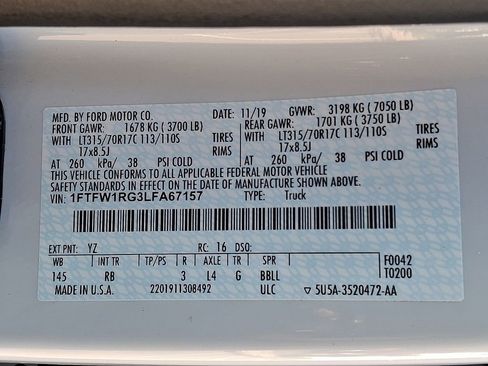 MFD. BY FORD MOTOR CO. 11/19 GVWR: 3198 KG ( 7050 LB)
FRONT GAWR: 1678 KG ( 3700 LB) REAR GAWR: 1701 KG ( 3750 LB)
WITH LT315/70R17C 113/110S TIRES WITH LT315/70R17C 113/110S TIRES
17x8.5J RIMS 17x8.5J RIMS
AT 260 kPa/ 38 PSI COLD AT 260 kPa/ 38 PSI COLD
THIS VEHICLE CONFORMS TO ALL APPLICABLE FEDERAL MOTOR VEHICLE
SAFETY AND THEFT PREVENTION STANDARDS IN
EFFECT ON THE DATE OF MANUFACTURE SHOWN ABOVE.
VIN: 1FTFW1RG3LFA67157 TYPE: Truck
EXT PNT: YZ RC: 16 DSO: F0042
WB INT TR TP/PS R AXLE TR SPR T0200
145 RB 3 L4 G BBLL
MADE IN U.S.A. 2201911308492 ULC ▽ 5U5A-3520472-AA